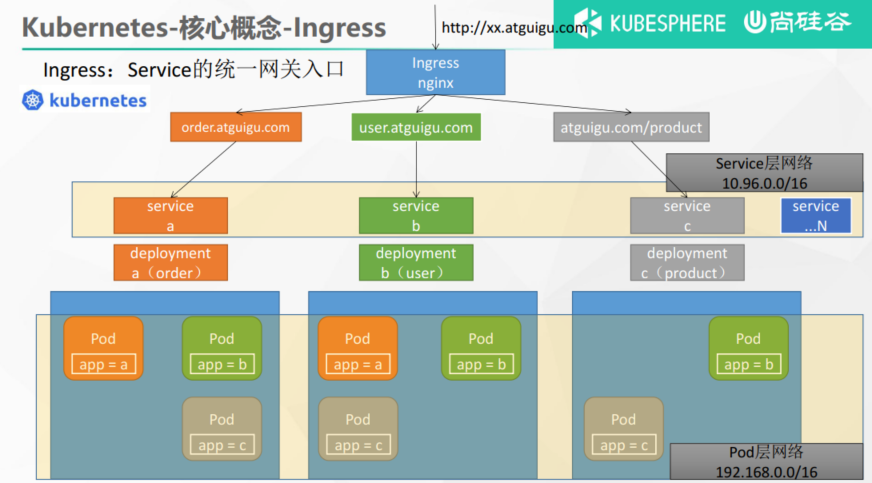 Kubernetes-核心概念-Ingress
http://xx.atguigu.com
KUBESPHERE
尚硅谷
Ingress：Service的统一网关入口
kubernetes
Ingress
nginx
order.atguigu.com
user.atguigu.com
atguigu.com/product
Service层网络
10.96.0.0/16
service
a
service
b
service
c
service
...N
deployment
a（order）
deployment
b（user）
deployment
c（product）
Pod
app = a
Pod
app = b
Pod
app = a
Pod
app = b
Pod
app = b
Pod
app = c
Pod
app = c
Pod
app = c
Pod层网络
192.168.0.0/16